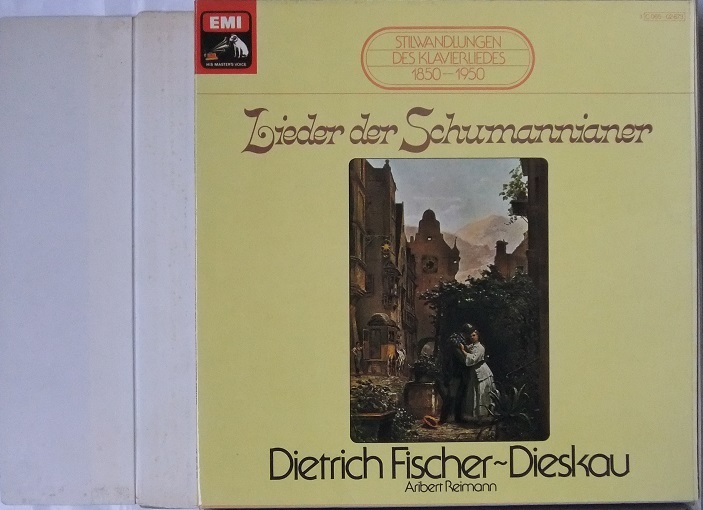 EMI
HIS MASTER'S VOICE
STILWANDLUNGEN
DES KLAVIERLIEDES
1850—1950
Lieder der Schumannianer
Dietrich Fischer~Dieskau
Aribert Reimann